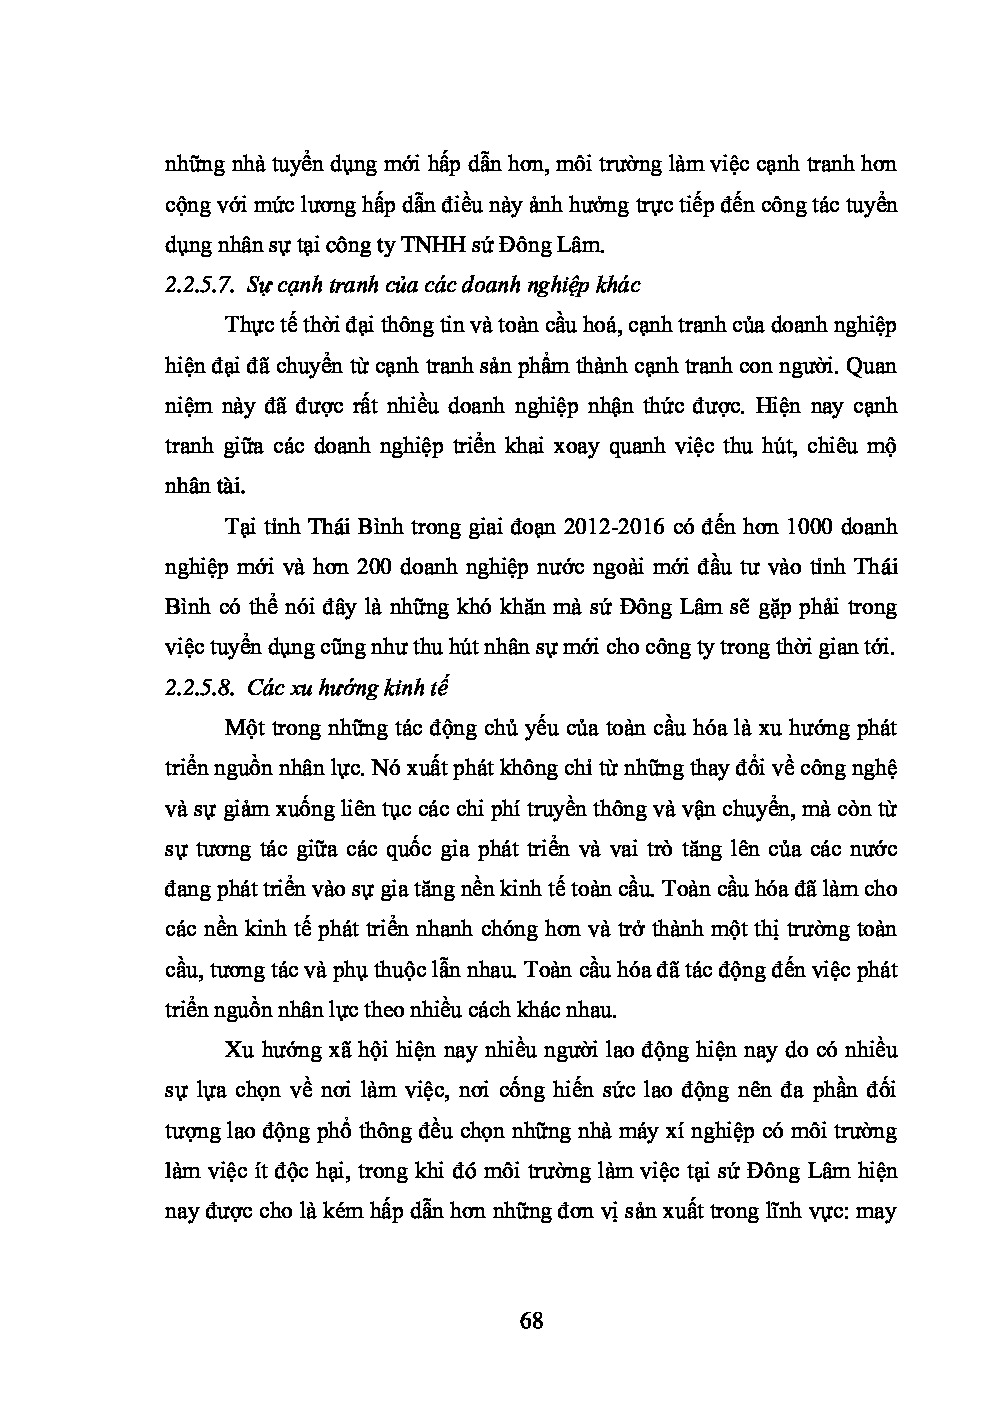 những nhà tuyển dụng mới hấp dẫn hơn, môi trường làm việc cạnh tranh hơn
cộng với mức lương hấp dẫn điều này ảnh hưởng trực tiếp đến công tác tuyển
dụng nhân sự tại công ty TNHH sứ Đông Lâm.
2.2.5.7. Sự cạnh tranh của các doanh nghiệp khác
Thực tế thời đại thông tin và toàn cầu hoá, cạnh tranh của doanh nghiệp
hiện đại đã chuyển từ cạnh tranh sản phẩm thành cạnh tranh con người. Quan
niệm này đã được rất nhiều doanh nghiệp nhận thức được. Hiện nay cạnh
tranh giữa các doanh nghiệp triển khai xoay quanh việc thu hút, chiêu mộ
nhân tài.
Tại tỉnh Thái Bình trong giai đoạn 2012-2016 có đến hơn 1000 doanh
nghiệp mới và hơn 200 doanh nghiệp nước ngoài mới đầu tư vào tỉnh Thái
Bình có thể nói đây là những khó khăn mà sứ Đông Lâm sẽ gặp phải trong
việc tuyển dụng cũng như thu hút nhân sự mới cho công ty trong thời gian tới.
2.2.5.8. Các xu hướng kinh tế
Một trong những tác động chủ yếu của toàn cầu hóa là xu hướng phát
triển nguồn nhân lực. Nó xuất phát không chỉ từ những thay đổi về công nghệ
và sự giảm xuống liên tục các chi phí truyền thông và vận chuyển, mà còn từ
sự tương tác giữa các quốc gia phát triển và vai trò tăng lên của các nước
đang phát triển vào sự gia tăng nền kinh tế toàn cầu. Toàn cầu hóa đã làm cho
các nền kinh tế phát triển nhanh chóng hơn và trở thành một thị trường toàn
cầu, tương tác và phụ thuộc lẫn nhau. Toàn cầu hóa đã tác động đến việc phát
triển nguồn nhân lực theo nhiều cách khác nhau.
Xu hướng xã hội hiện nay nhiều người lao động hiện nay do có nhiều
sự lựa chọn về nơi làm việc, nơi cống hiến sức lao động nên đa phần đối
tượng lao động phổ thông đều chọn những nhà máy xí nghiệp có môi trường
làm việc ít độc hại, trong khi đó môi trường làm việc tại sứ Đông Lâm hiện
nay được cho là kém hấp dẫn hơn những đơn vị sản xuất trong lĩnh vực: may
68